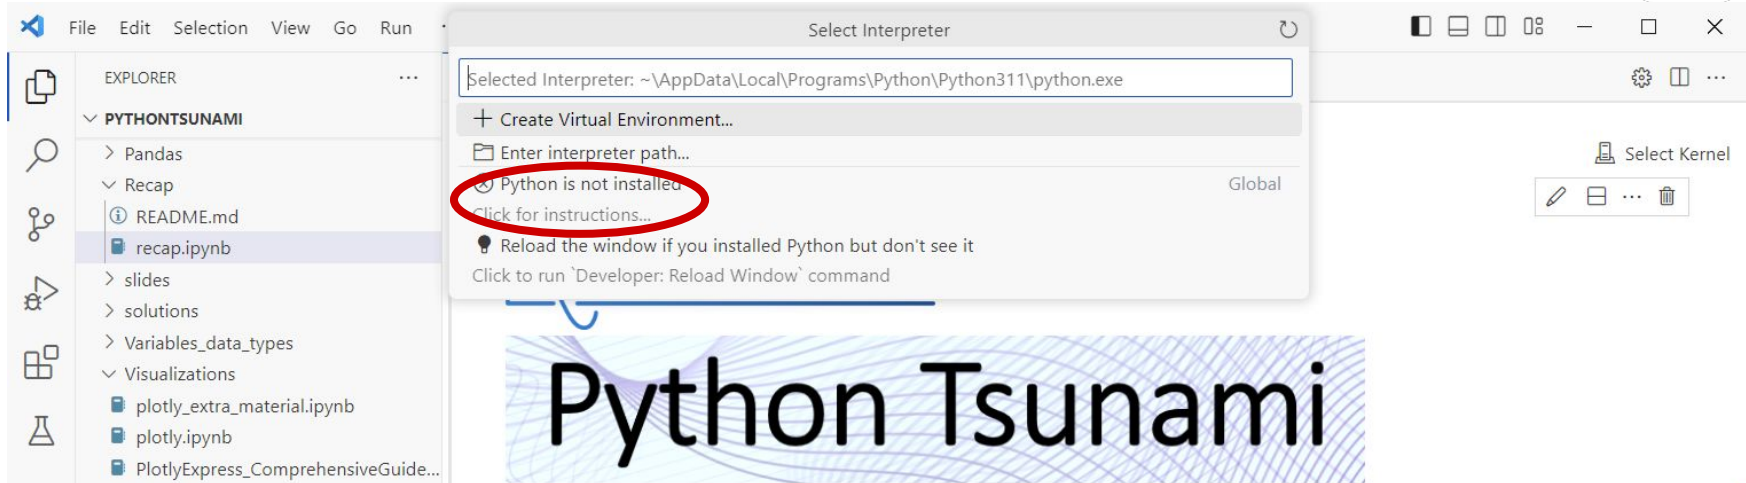 File Edit Selection View Go Run
Select Interpreter
EXPLORER
Selected Interpreter: ~\AppData\Local\Programs\Python\Python311\python.exe
PYTHONTSUNAMI
Create Virtual Environment...
Pandas
Enter interpreter path...
Select Kernel
Recap
Python is not installed
Global
README.md
Click for instructions...
recap.ipynb
Reload the window if you installed Python but don't see it
slides
Click to run `Developer: Reload Window` command
solutions
Variables_data_types
Visualizations
plotly_extra_material.ipynb
plotly.ipynb
PlotlyExpress_ComprehensiveGuide...
Python Tsunami